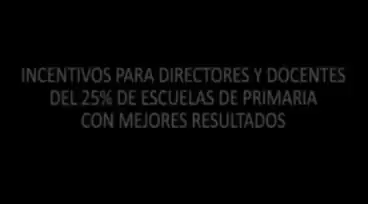 INCENTIVOS PARA DIRECTORES Y DOCENTES
DEL 25% DE ESCUELAS DE PRIMARIA
CON MEJORES RESULTADOS